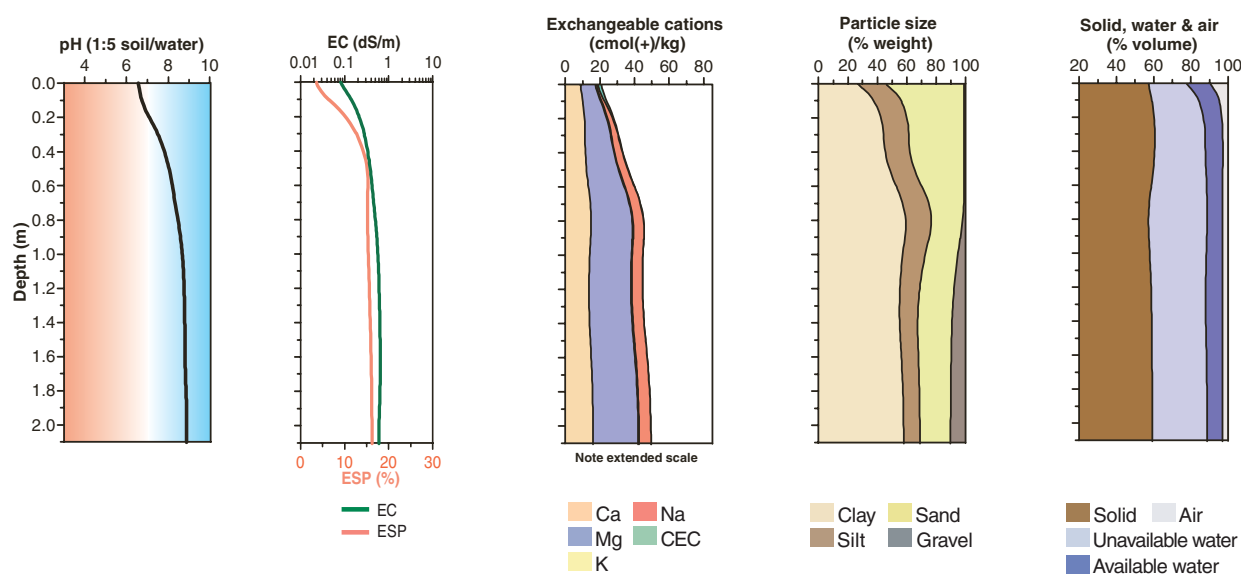 pH (1:5 soil/water)
4 6 8 10
Depth (m)
0.0
0.2
0.4
0.6
0.8
1.0
1.2
1.4
1.6
1.8
2.0
EC (dS/m)
0.01 0.1 1 10
0 10 20 30
ESP (%)
EC
ESP
Exchangeable cations
(cmol(+)/kg)
0 20 40 60 80
Note extended scale
Ca Na
Mg CEC
K
Particle size
(% weight)
0 20 40 60 80 100
Clay Sand
Silt Gravel
Solid, water & air
(% volume)
20 40 60 80 100
Solid Air
Unavailable water
Available water